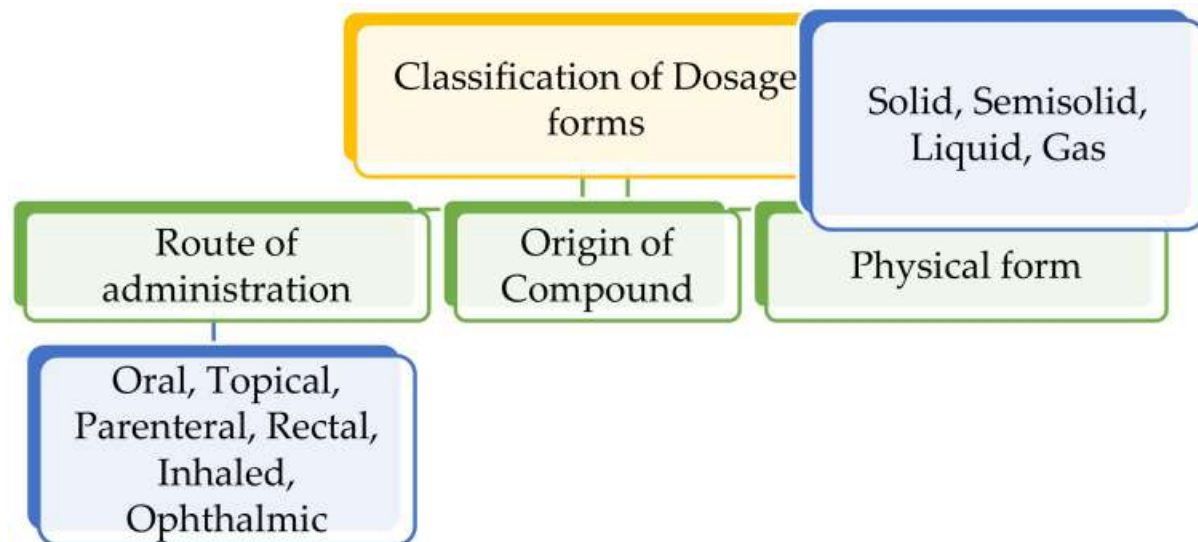 Classification of Dosage
forms
Solid, Semisolid,
Liquid, Gas
Route of
administration
Origin of
Compound
Physical form
Oral, Topical,
Parenteral, Rectal,
Inhaled,
Ophthalmic